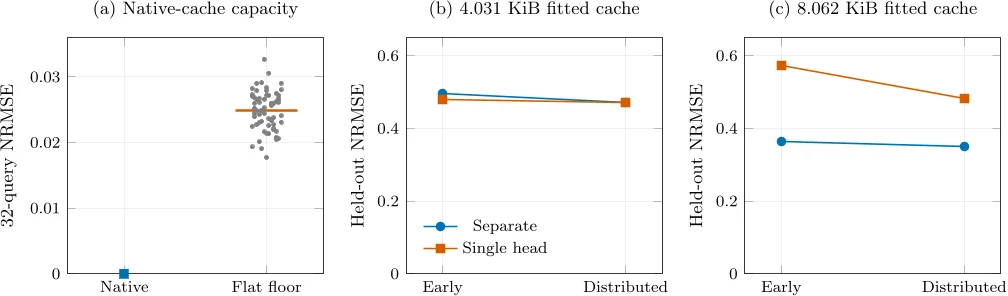 (a) Native-cache capacity
32-query NRMSE
0.03
0.02
0.01
0
Native
Flat floor
(b) 4.031 KiB fitted cache
Held-out NRMSE
0.6
0.4
0.2
0
Separate
Single head
Early
Distributed
(c) 8.062 KiB fitted cache
Held-out NRMSE
0.6
0.4
0.2
0
Early
Distributed